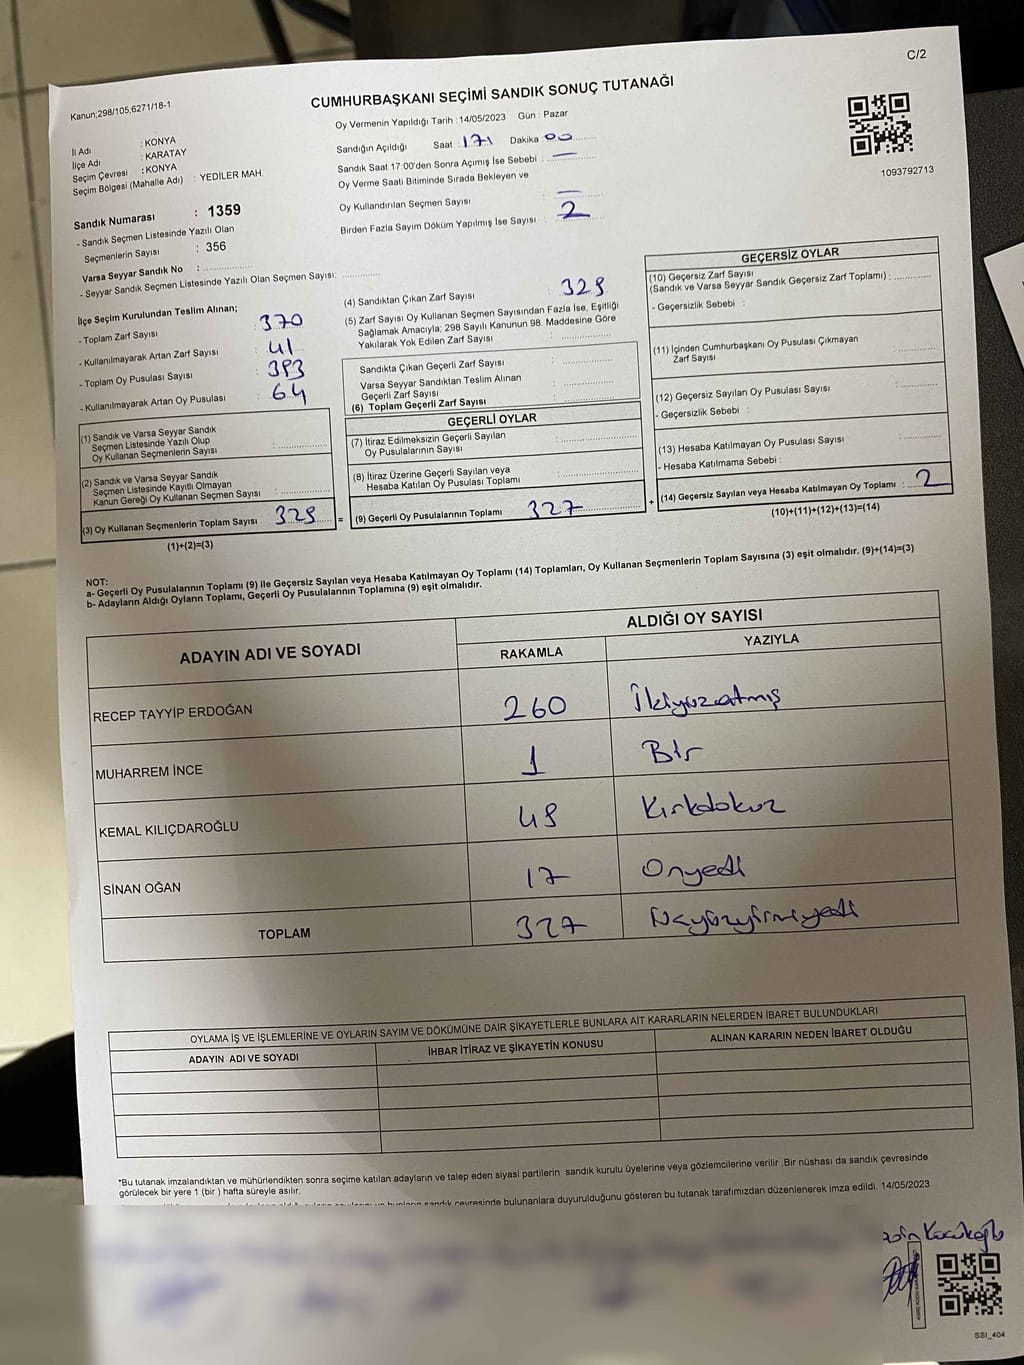 C/2
Kanun;298/105,6271/18-1
CUMHURBAŞKANI SEÇİMİ SANDIK SONUÇ TUTANAĞI
1093792713
İl Adı : KONYA
İlçe Adı : KARATAY
Seçim Çevresi : KONYA
Seçim Bölgesi (Mahalle Adı) : YEDİLER MAH.
Sandık Numarası : 1359
- Sandık Seçmen Listesinde Yazılı Olan
Seçmenlerin Sayısı : 356
Varsa Seyyar Sandık No :
- Seyyar Sandık Seçmen Listesinde Yazılı Olan Seçmen Sayısı:
Oy Vermenin Yapıldığı Tarih :14/05/2023 Gün : Pazar
Sandığın Açıldığı Saat : 17 Dakika : 00
Sandık Saat 17:00'den Sonra Açımış İse Sebebi : —
Oy Verme Saati Bitiminde Sırada Bekleyen ve
Oy Kullandırılan Seçmen Sayısı : —
Birden Fazla Sayım Döküm Yapılmış İse Sayısı : 2
İlçe Seçim Kurulundan Teslim Alınan;
- Toplam Zarf Sayısı : 370
- Kullanılmayarak Artan Zarf Sayısı : 41
- Toplam Oy Pusulası Sayısı : 393
- Kullanılmayarak Artan Oy Pusulası : 64
(1) Sandık ve Varsa Seyyar Sandık
Seçmen Listesinde Yazılı Olup
Oy Kullanan Seçmenlerin Sayısı :
(2) Sandık ve Varsa Seyyar Sandık
Seçmen Listesinde Kayıtlı Olmayan
Kanun Gereği Oy Kullanan Seçmen Sayısı :
(3) Oy Kullanan Seçmenlerin Toplam Sayısı 329
(1)+(2)=(3)
=
(4) Sandıktan Çıkan Zarf Sayısı : 329
(5) Zarf Sayısı Oy Kullanan Seçmen Sayısından Fazla İse, Eşitliği
Sağlamak Amacıyla; 298 Sayılı Kanunun 98. Maddesine Göre
Yakılarak Yok Edilen Zarf Sayısı :
Sandıkta Çıkan Geçerli Zarf Sayısı :
Varsa Seyyar Sandıktan Teslim Alınan
Geçerli Zarf Sayısı :
(6) Toplam Geçerli Zarf Sayısı :
GEÇERLİ OYLAR
(7) İtiraz Edilmeksizin Geçerli Sayılan
Oy Pusulalarının Sayısı :
(8) İtiraz Üzerine Geçerli Sayılan veya
Hesaba Katılan Oy Pusulası Toplamı :
(9) Geçerli Oy Pusulalarının Toplamı 327
+
GEÇERSİZ OYLAR
(10) Geçersiz Zarf Sayısı
(Sandık ve Varsa Seyyar Sandık Geçersiz Zarf Toplamı) :
- Geçersizlik Sebebi :
(11) İçinden Cumhurbaşkanı Oy Pusulası Çıkmayan
Zarf Sayısı :
(12) Geçersiz Sayılan Oy Pusulası Sayısı :
- Geçersizlik Sebebi :
(13) Hesaba Katılmayan Oy Pusulası Sayısı :
- Hesaba Katılmama Sebebi :
(14) Geçersiz Sayılan veya Hesaba Katılmayan Oy Toplamı : 2
(10)+(11)+(12)+(13)=(14)
NOT:
a- Geçerli Oy Pusulalarının Toplamı (9) ile Geçersiz Sayılan veya Hesaba Katılmayan Oy Toplamı (14) Toplamları, Oy Kullanan Seçmenlerin Toplam Sayısına (3) eşit olmalıdır. (9)+(14)=(3)
b- Adayların Aldığı Oyların Toplamı, Geçerli Oy Pusulalarının Toplamına (9) eşit olmalıdır.
ADAYIN ADI VE SOYADI ALDIĞI OY SAYISI
RAKAMLA YAZIYLA
RECEP TAYYİP ERDOĞAN 260 İkiyüzatmış
MUHARREM İNCE 1 Bir
KEMAL KILIÇDAROĞLU 49 Kırkdokuz
SİNAN OĞAN 17 Onyedi
TOPLAM 327 Üçyüzyirmiyedi
OYLAMA İŞ VE İŞLEMLERİNE VE OYLARIN SAYIM VE DÖKÜMÜNE DAİR ŞİKAYETLERLE BUNLARA AİT KARARLARIN NELERDEN İBARET BULUNDUKLARI
ADAYIN ADI VE SOYADI İHBAR İTİRAZ VE ŞİKAYETİN KONUSU ALINAN KARARIN NEDEN İBARET OLDUĞU
*Bu tutanak imzalandıktan ve mühürlendikten sonra seçime katılan adayların ve talep eden siyasi partilerin sandık kurulu üyelerine veya gözlemcilerine verilir .Bir nüshası da sandık çevresinde
görülecek bir yere 1 (bir ) hafta süreyle asılır.
sandık çevresinde bulunanlara duyurulduğunu gösteren bu tutanak tarafımızdan düzenlenerek imza edildi. 14/05/2023
SSI_404